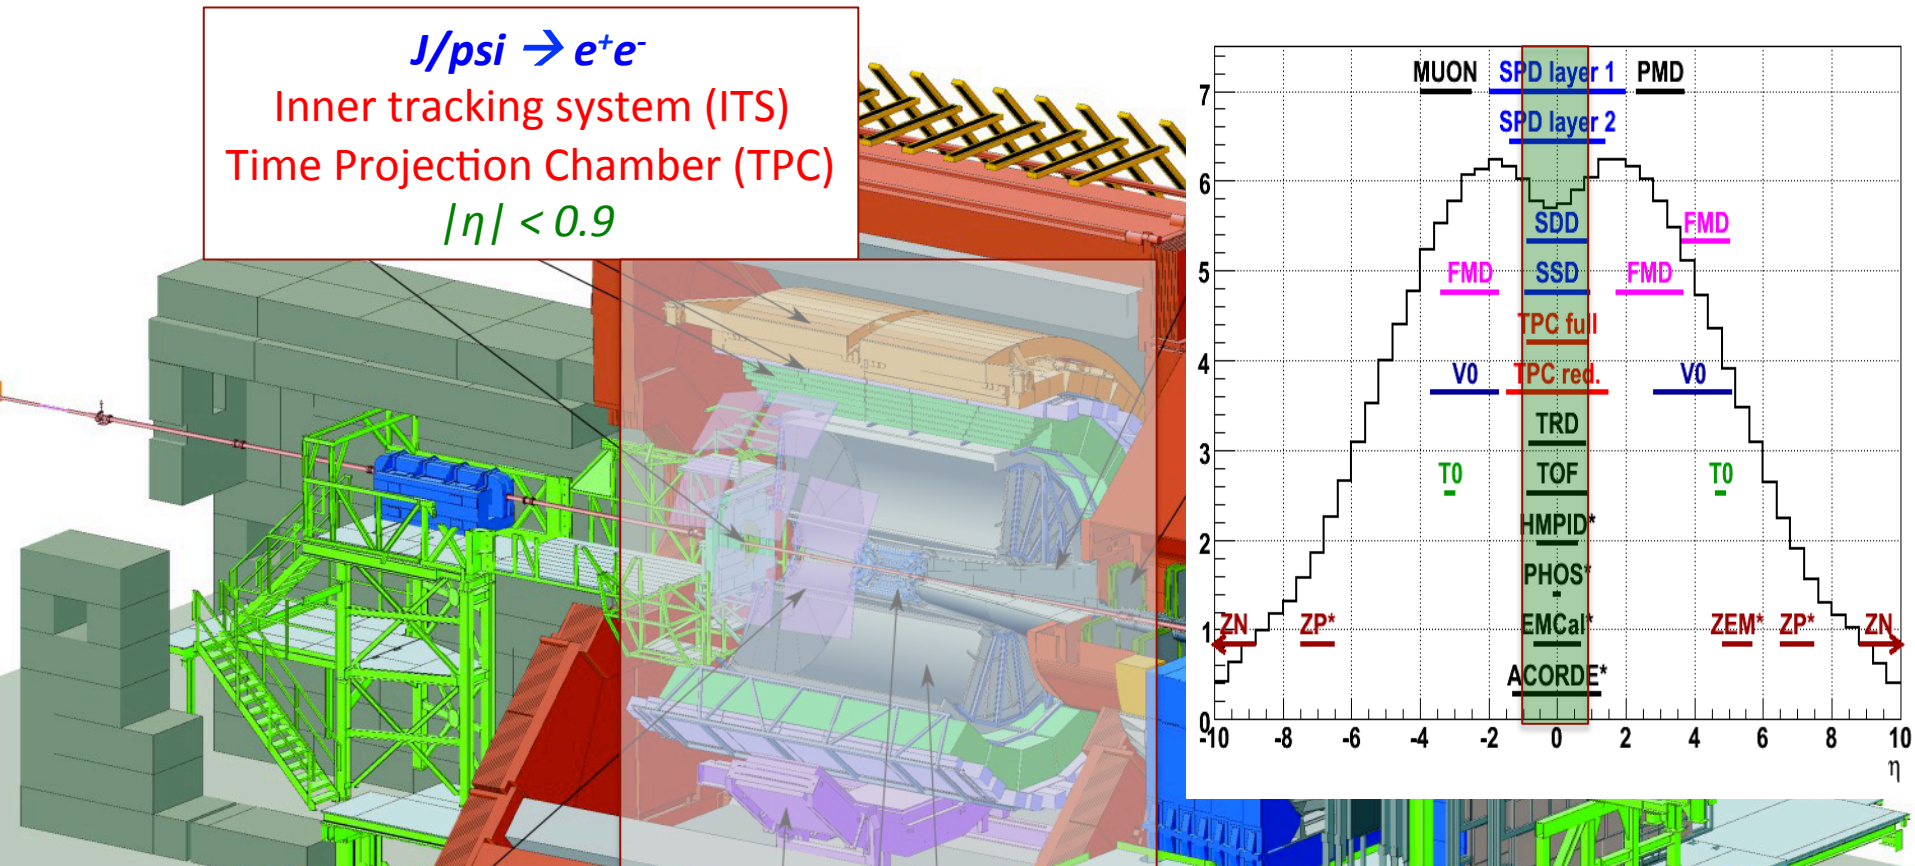 J/psi → e⁺e⁻
Inner tracking system (ITS)
Time Projection Chamber (TPC)
|η| < 0.9
MUON SPD layer 1 PMD
7
SPD layer 2
6
SDD FMD
5 FMD SSD FMD
TPC full
4
V0 TPC red. V0
TRD
3
T0 TOF T0
HMPID*
2
PHOS*
1
ZN ZP* EMCal* ZEM* ZP* ZN
ACORDE*
0
-10 -8 -6 -4 -2 0 2 4 6 8 10
η